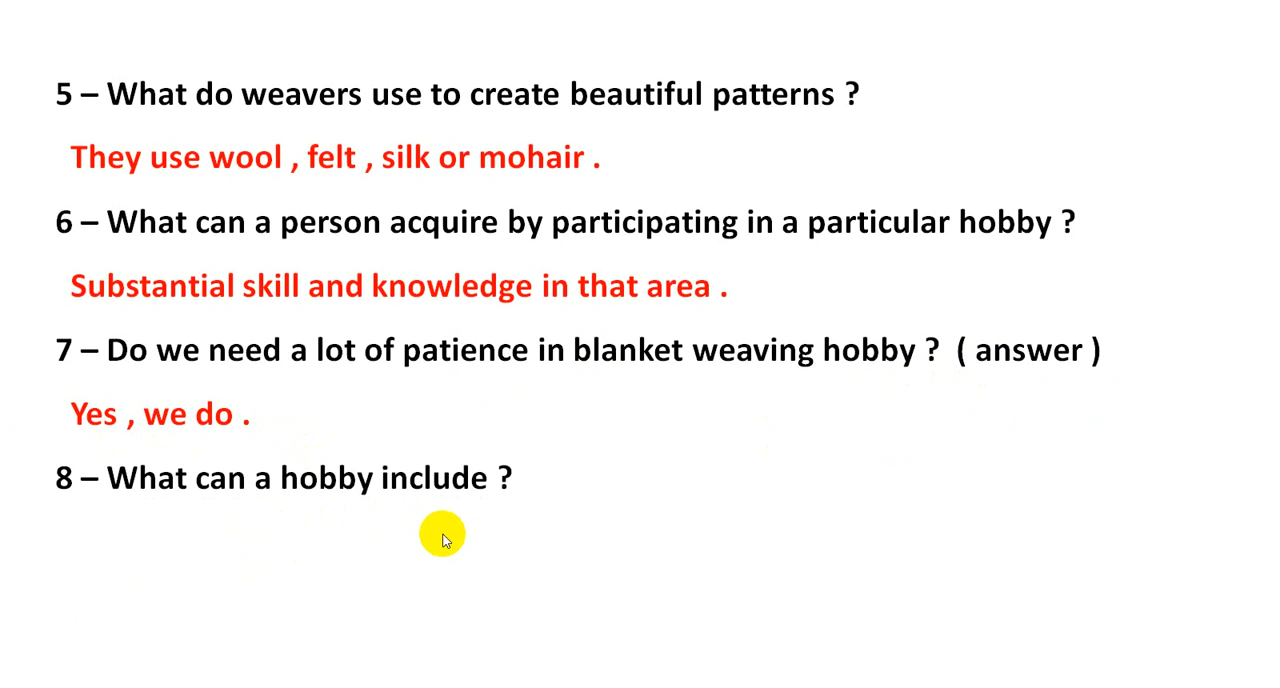 5 – What do weavers use to create beautiful patterns ?
They use wool , felt , silk or mohair .
6 – What can a person acquire by participating in a particular hobby ?
Substantial skill and knowledge in that area .
7 – Do we need a lot of patience in blanket weaving hobby ? ( answer )
Yes , we do .
8 – What can a hobby include ?